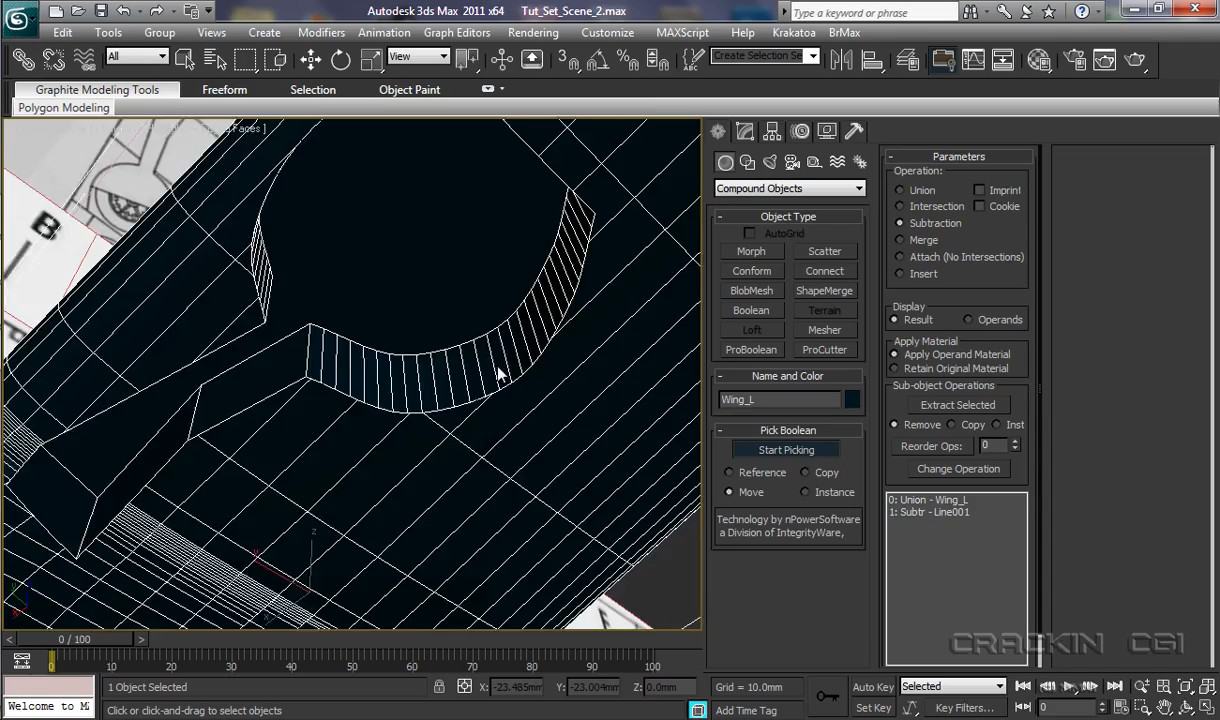 Autodesk 3ds Max 2011 x64 Tut_Set_Scene_2.max
Type a keyword or phrase
Edit Tools Group Views Create Modifiers Animation Graph Editors Rendering Customize MAXScript Help Krakatoa BrMax
All View Create Selection Se
Graphite Modeling Tools Freeform Selection Object Paint
Polygon Modeling
Faces ]
B
Compound Objects
Object Type
AutoGrid
Morph Scatter
Conform Connect
BlobMesh ShapeMerge
Boolean Terrain
Loft Mesher
ProBoolean ProCutter
Name and Color
Wing_L
Pick Boolean
Start Picking
Reference Copy
Move Instance
Technology by nPowerSoftware
a Division of IntegrityWare,
Parameters
Operation:
Union Imprint
Intersection Cookie
Subtraction
Merge
Attach (No Intersections)
Insert
Display
Result Operands
Apply Material
Apply Operand Material
Retain Original Material
Sub-object Operations
Extract Selected
Remove Copy Inst
Reorder Ops: 0
Change Operation
0: Union - Wing_L
1: Subtr - Line001
CRACKIN CGI
z
0 / 100
0 10 20 30 40 50 60 70 80 90 100
1 Object Selected X: -23.485mm Y: -23.004mm Z: 0.0mm Grid = 10.0mm Auto Key Selected
Welcome to M Click or click-and-drag to select objects Add Time Tag Set Key Key Filters... 0